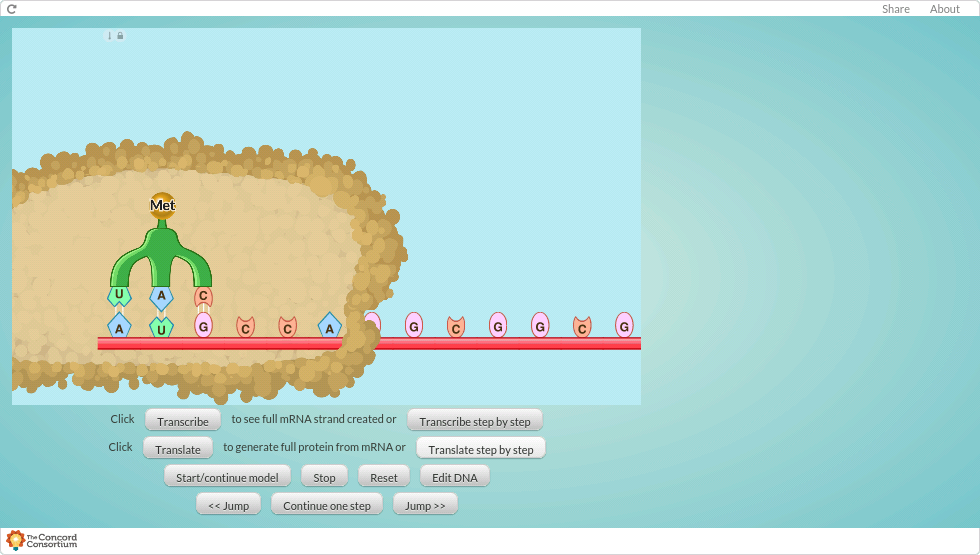 Share About
Met
U A C
A U G C C A G C G G C G
Click Transcribe to see full mRNA strand created or Transcribe step by step
Click Translate to generate full protein from mRNA or Translate step by step
Start/continue model Stop Reset Edit DNA
<< Jump Continue one step Jump >>
The Concord
Consortium